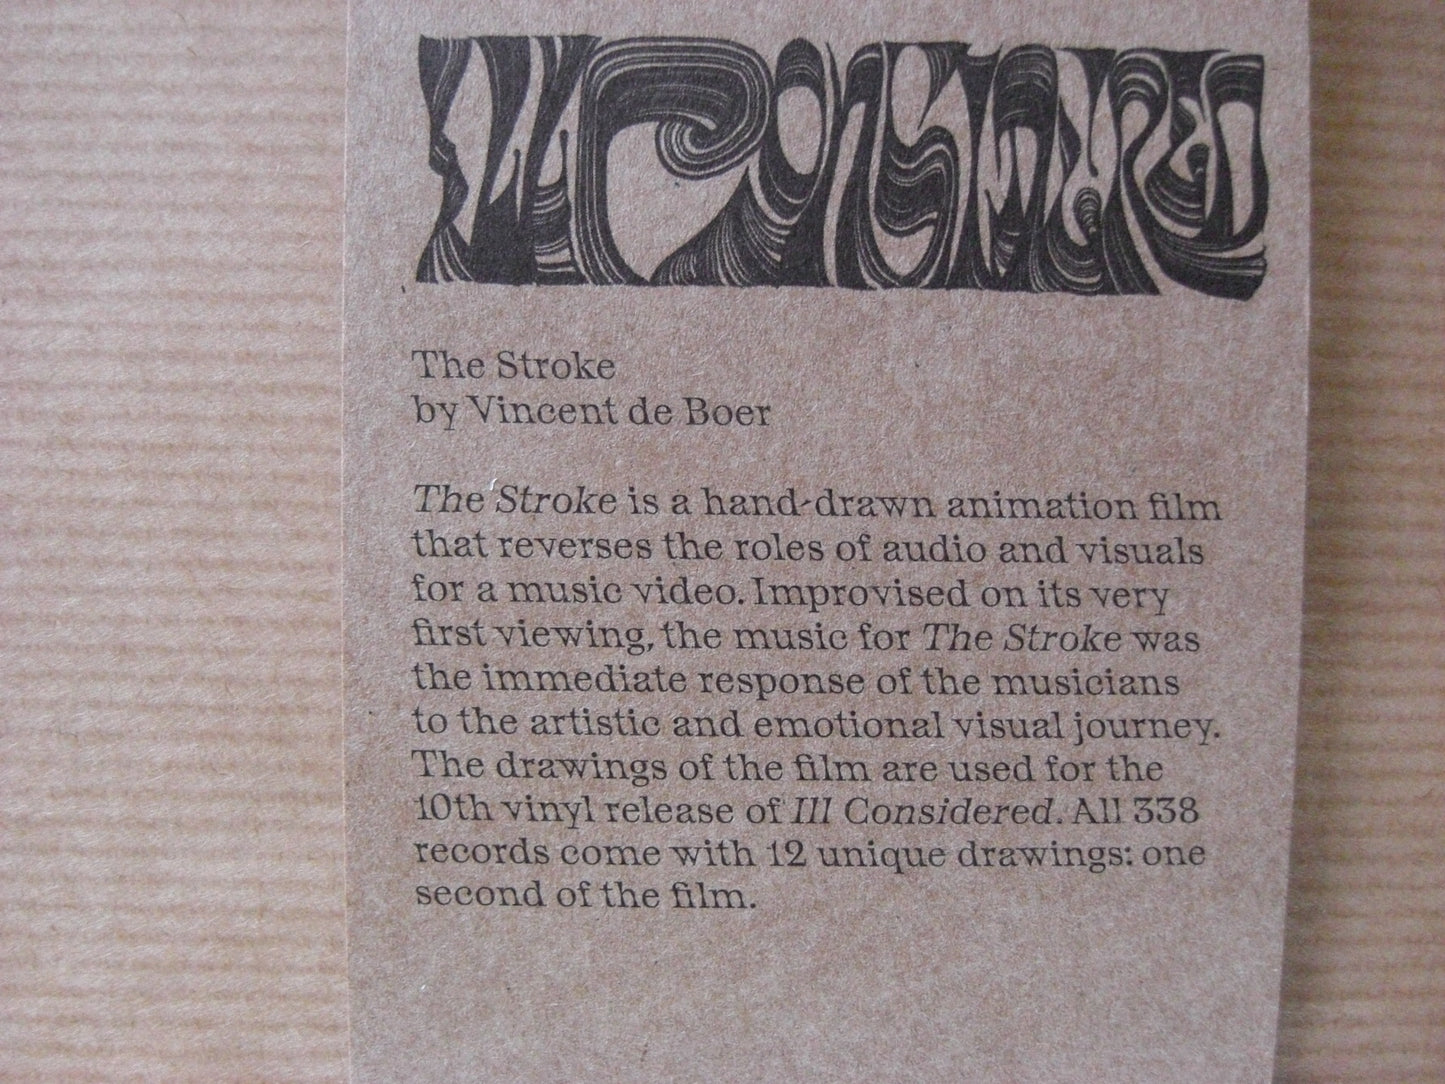 Ill Considered
The Stroke
by Vincent de Boer
The Stroke is a hand-drawn animation film
that reverses the roles of audio and visuals
for a music video. Improvised on its very
first viewing, the music for The Stroke was
the immediate response of the musicians
to the artistic and emotional visual journey.
The drawings of the film are used for the
10th vinyl release of Ill Considered. All 338
records come with 12 unique drawings: one
second of the film.